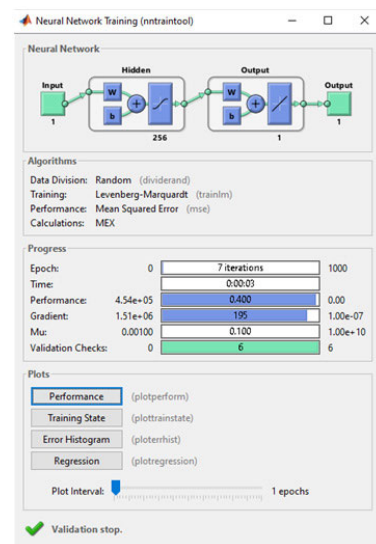 Neural Network Training (nntraintool)
Neural Network
Hidden
Output
Input
W
b
W
b
Output
1
256
1
1
Algorithms
Data Division: Random (dividerand)
Training: Levenberg-Marquardt (trainlm)
Performance: Mean Squared Error (mse)
Calculations: MEX
Progress
Epoch: 0 7 iterations 1000
Time: 0:00:03
Performance: 4.54e+05 0.400 0.00
Gradient: 1.51e+06 195 1.00e-07
Mu: 0.00100 0.100 1.00e+10
Validation Checks: 0 6 6
Plots
Performance (plotperform)
Training State (plottrainstate)
Error Histogram (ploterrhist)
Regression (plotregression)
Plot Interval: 1 epochs
Validation stop.